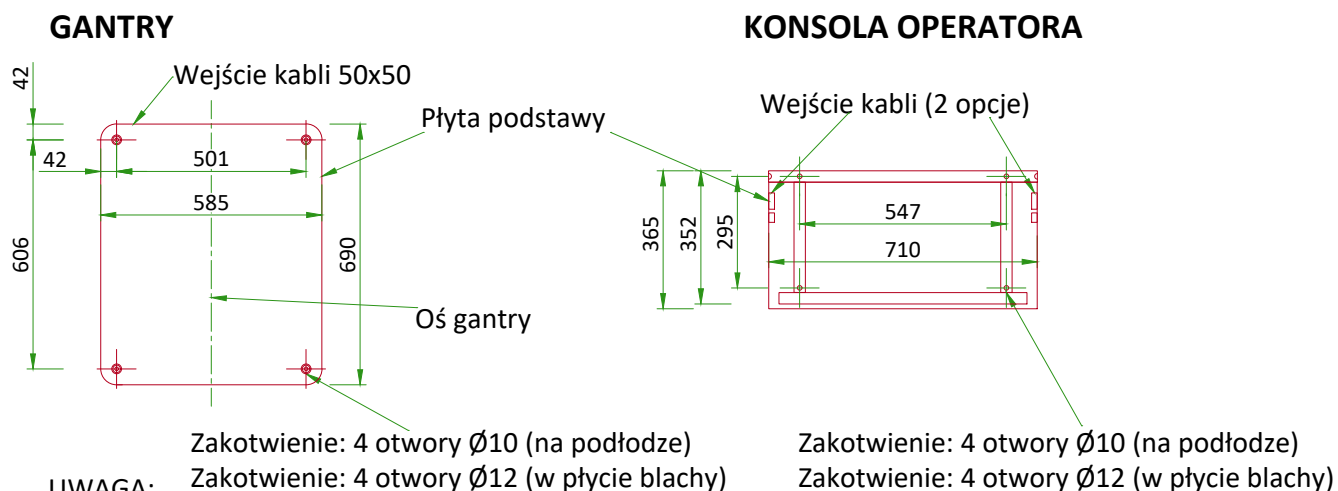 GANTRY
KONSOLA OPERATORA
42
Wejście kabli 50x50
Wejście kabli (2 opcje)
Płyta podstawy
42
501
585
606
690
365
352
295
547
710
Oś gantry
Zakotwienie: 4 otwory Ø10 (na podłodze)
Zakotwienie: 4 otwory Ø12 (w płycie blachy)
Zakotwienie: 4 otwory Ø10 (na podłodze)
Zakotwienie: 4 otwory Ø12 (w płycie blachy)
UWAGA: